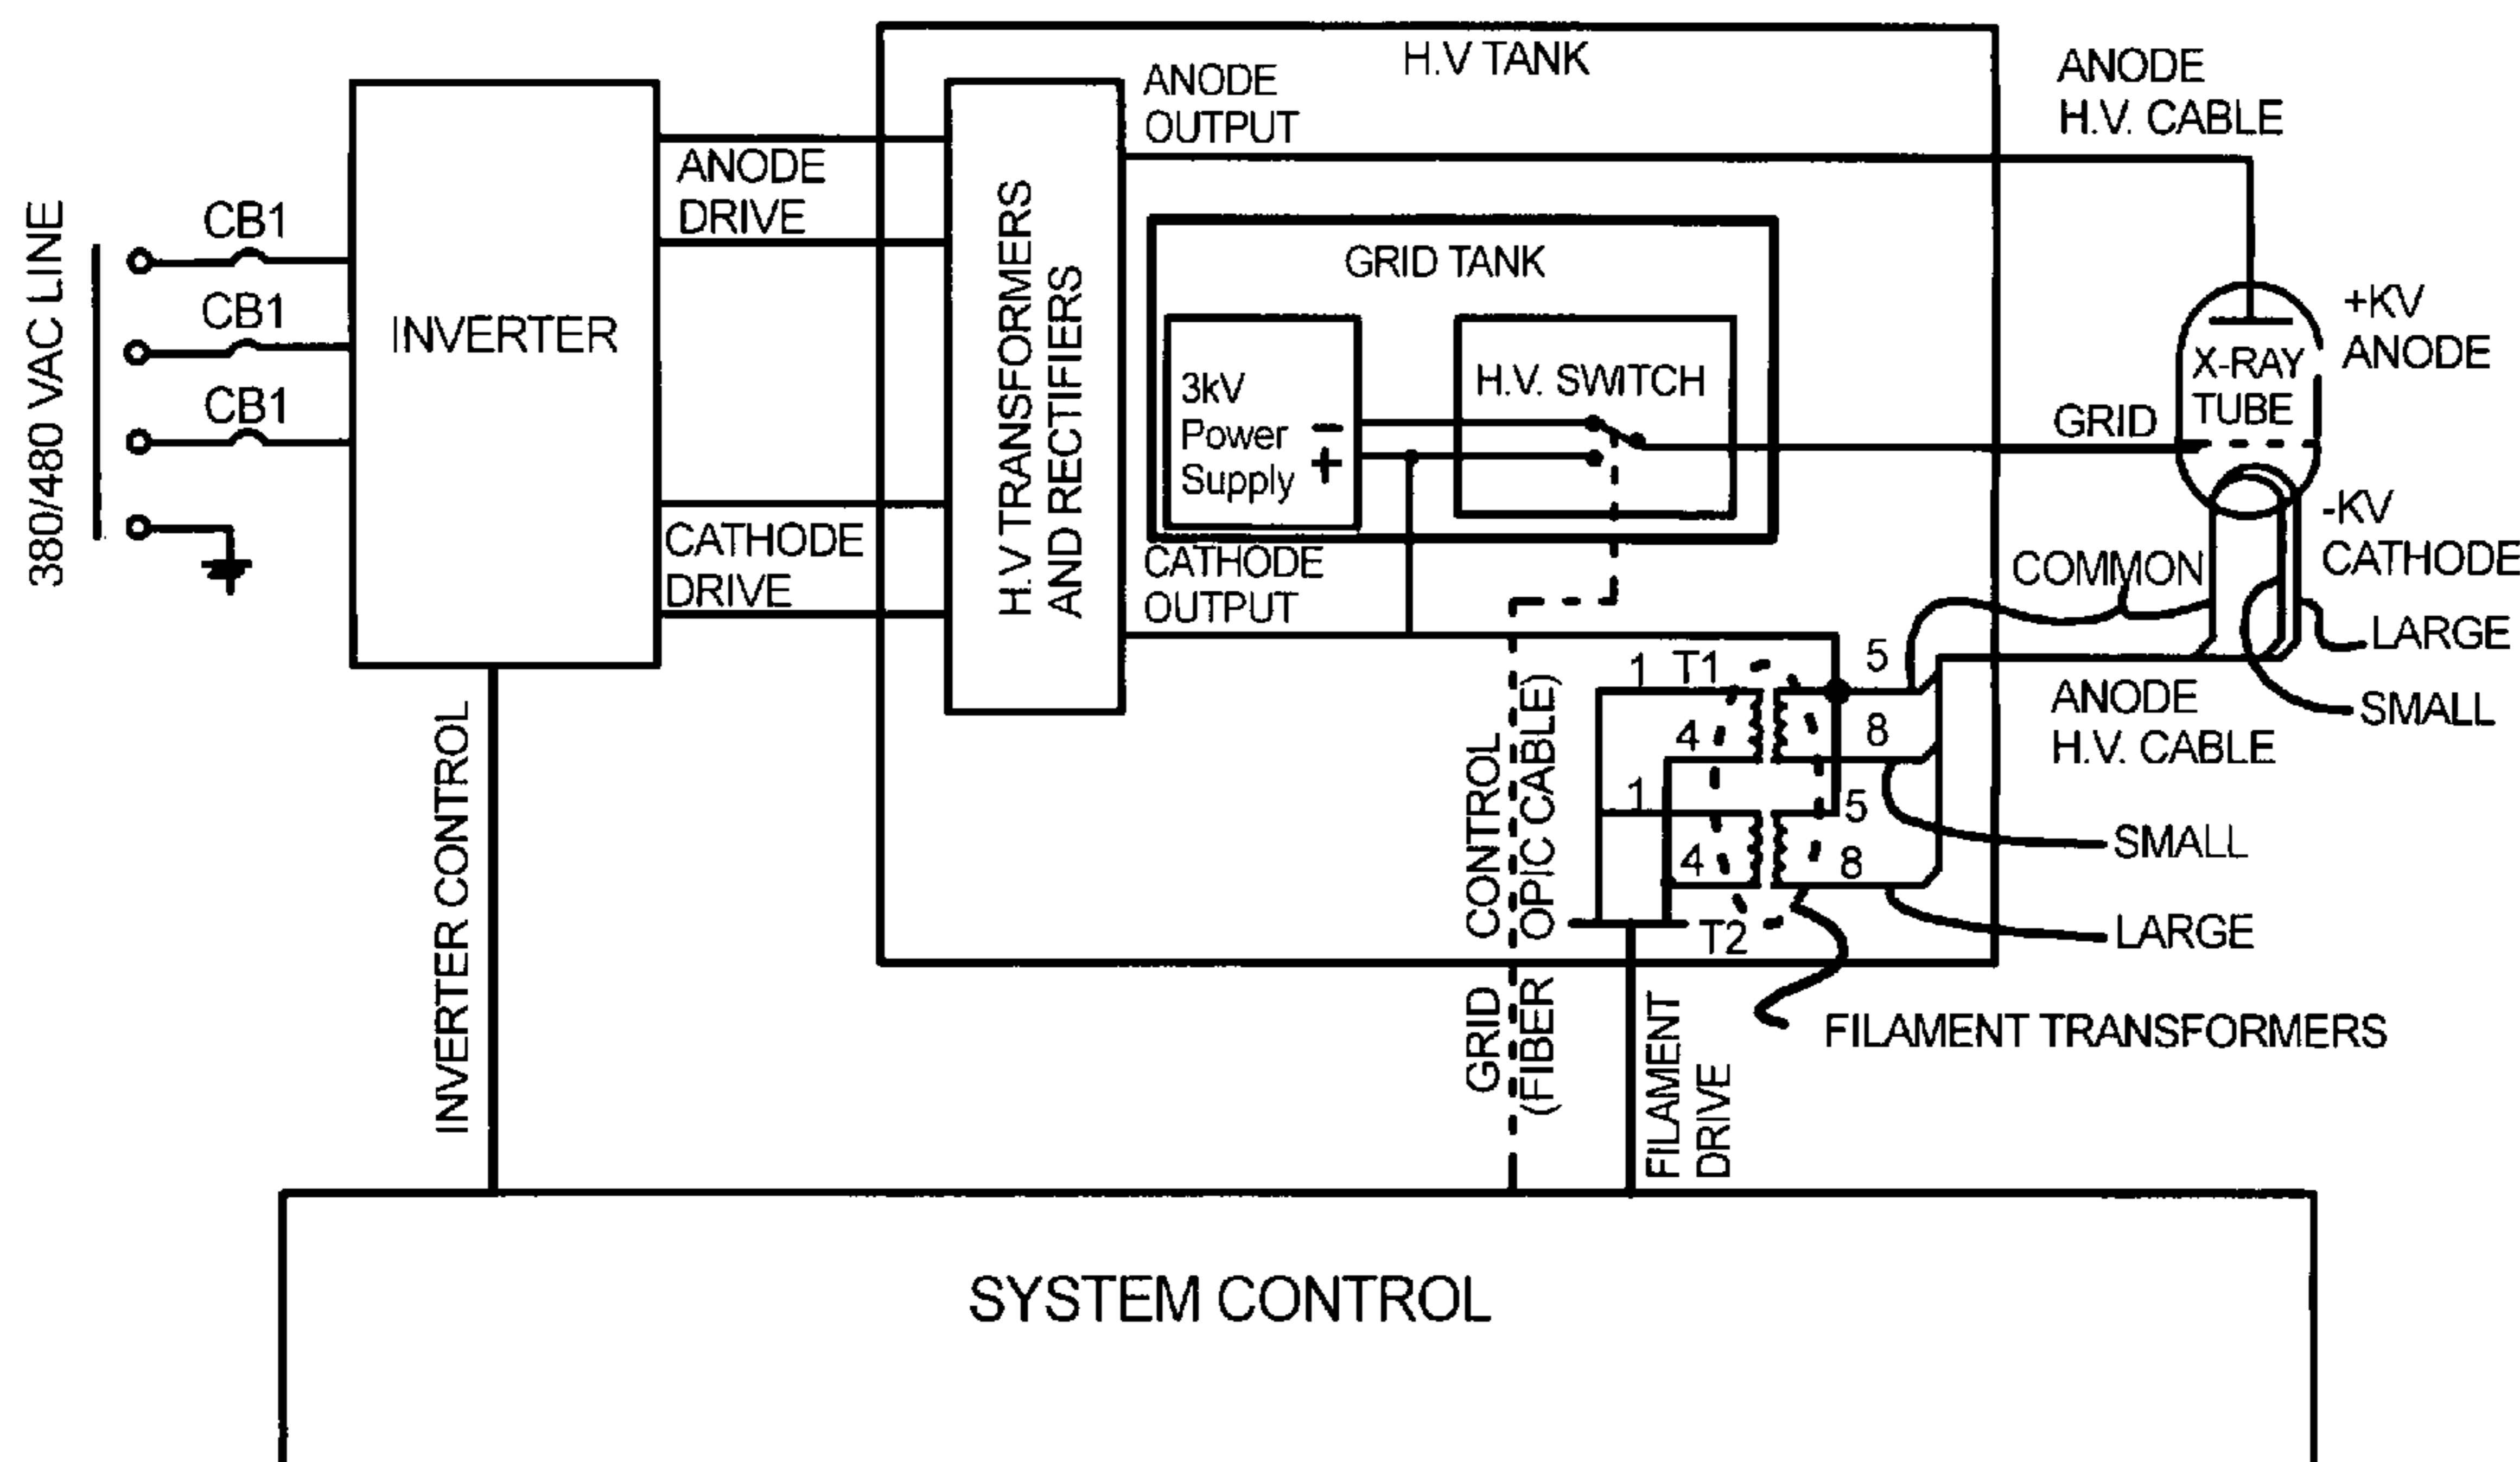 H.V TANK
ANODE
OUTPUT
ANODE
H.V. CABLE
380/480 VAC LINE
CB1
CB1
CB1
INVERTER
ANODE
DRIVE
CATHODE
DRIVE
H.V TRANSFORMERS
AND RECTIFIERS
GRID TANK
3kV
Power
Supply
-
+
H.V. SWITCH
GRID
+KV
ANODE
X-RAY
TUBE
-KV
CATHODE
COMMON
LARGE
SMALL
CATHODE
OUTPUT
1 T1
5
4
8
1
5
4
8
T2
ANODE
H.V. CABLE
SMALL
LARGE
FILAMENT TRANSFORMERS
INVERTER CONTROL
GRID CONTROL
(FIBER OPIC CABLE)
FILAMENT
DRIVE
SYSTEM CONTROL